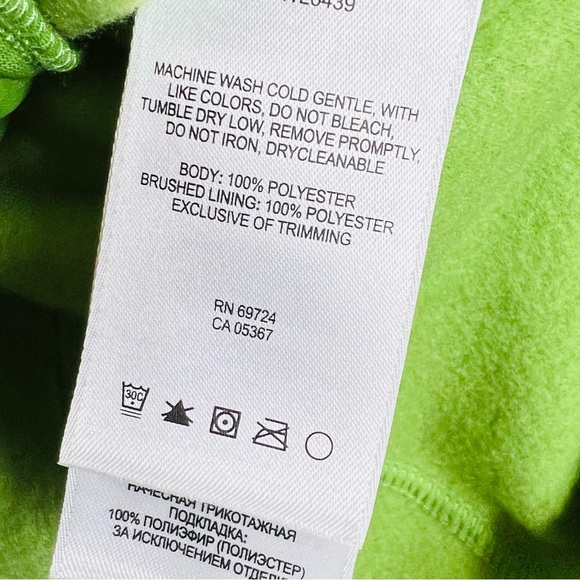 MACHINE WASH COLD GENTLE, WITH
LIKE COLORS, DO NOT BLEACH,
TUMBLE DRY LOW, REMOVE PROMPTLY,
DO NOT IRON, DRYCLEANABLE
BODY: 100% POLYESTER
BRUSHED LINING: 100% POLYESTER
EXCLUSIVE OF TRIMMING
RN 69724
CA 05367
30C
НАЧЕСНАЯ ТРИКОТАЖНАЯ
ПОДКЛАДКА:
100% ПОЛИЭФИР (ПОЛИЭСТЕР)
ЗА ИСКЛЮЧЕНИЕМ